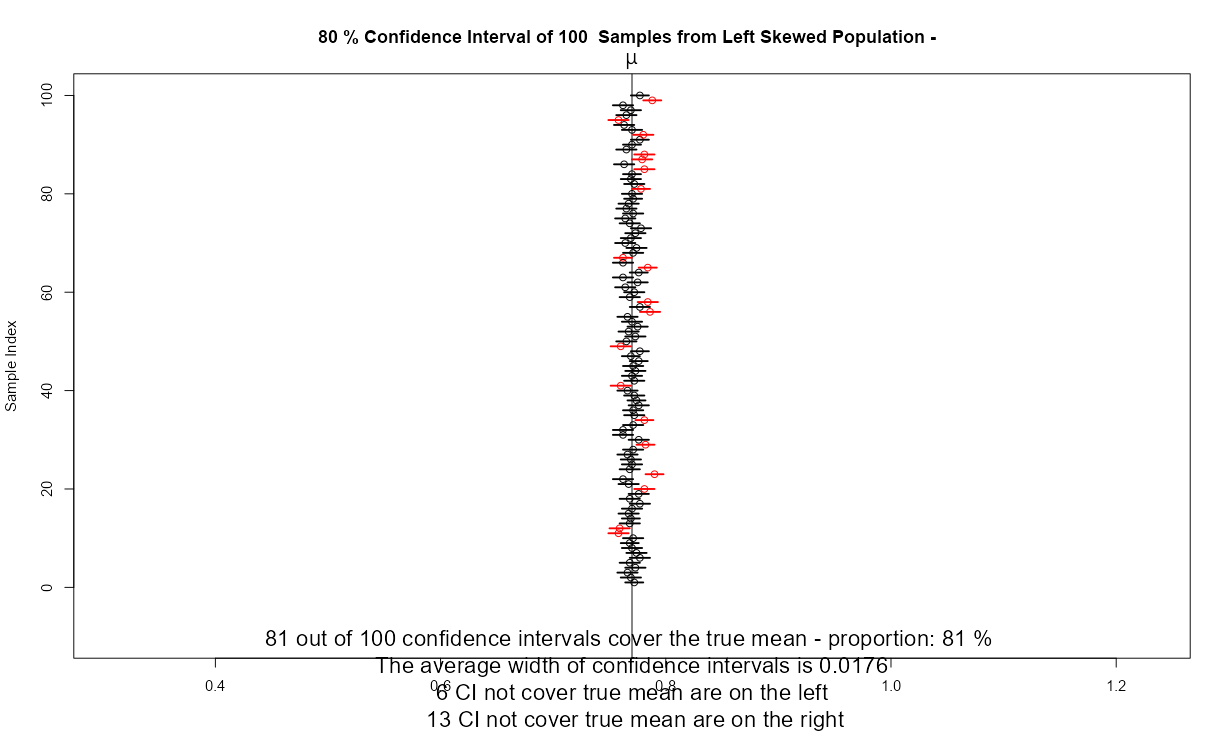 80 % Confidence Interval of 100  Samples from Left Skewed Population -
μ
100
80
60
40
20
0
Sample Index
81 out of 100 confidence intervals cover the true mean - proportion: 81 %
The average width of confidence intervals is 0.0176
0.4 0.6 0.8 1.0 1.2
6 CI not cover true mean are on the left
13 CI not cover true mean are on the right